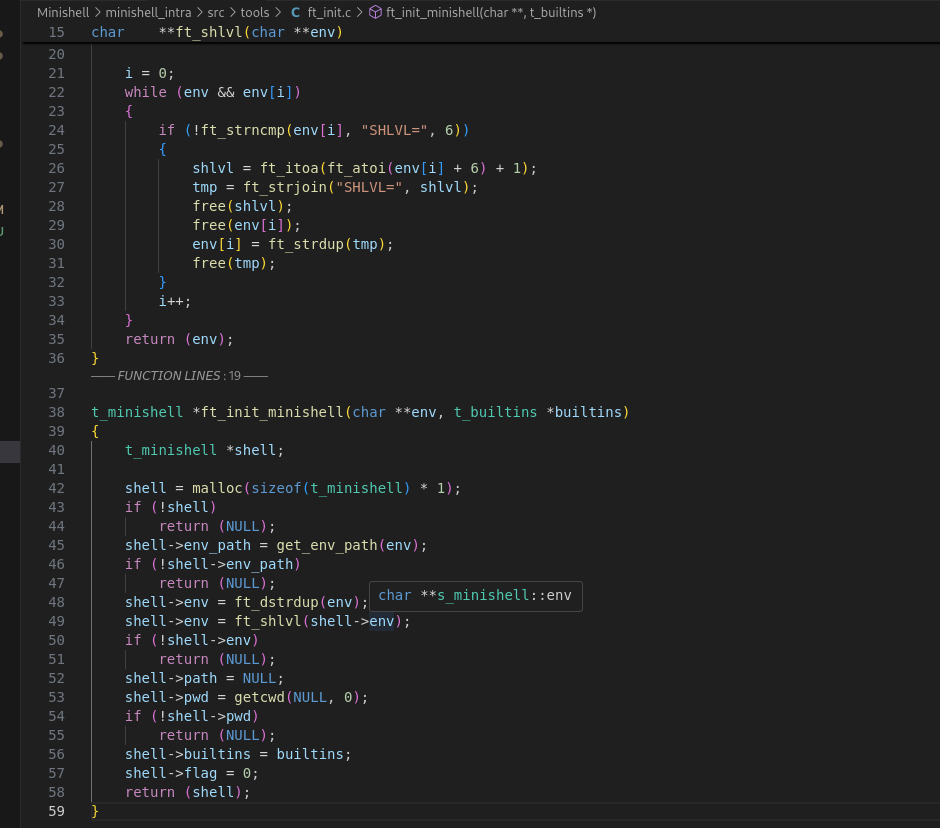 Minishell > minishell_intra > src > tools > C ft_init.c > ft_init_minishell(char **, t_builtins *)
15 char    **ft_shlvl(char **env)
20
21     i = 0;
22     while (env && env[i])
23     {
24         if (!ft_strncmp(env[i], "SHLVL=", 6))
25         {
26             shlvl = ft_itoa(ft_atoi(env[i] + 6) + 1);
27             tmp = ft_strjoin("SHLVL=", shlvl);
28             free(shlvl);
29             free(env[i]);
30             env[i] = ft_strdup(tmp);
31             free(tmp);
32         }
33         i++;
34     }
35     return (env);
36 }
FUNCTION LINES : 19
37
38 t_minishell *ft_init_minishell(char **env, t_builtins *builtins)
39 {
40     t_minishell *shell;
41
42     shell = malloc(sizeof(t_minishell) * 1);
43     if (!shell)
44         return (NULL);
45     shell->env_path = get_env_path(env);
46     if (!shell->env_path)
47         return (NULL);
char **s_minishell::env
48     shell->env = ft_dstrdup(env);
49     shell->env = ft_shlvl(shell->env);
50     if (!shell->env)
51         return (NULL);
52     shell->path = NULL;
53     shell->pwd = getcwd(NULL, 0);
54     if (!shell->pwd)
55         return (NULL);
56     shell->builtins = builtins;
57     shell->flag = 0;
58     return (shell);
59 }
M
U